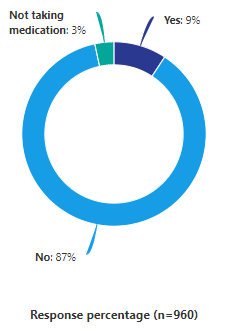 Not taking
medication: 3%
Yes: 9%
No: 87%
Response percentage (n=960)